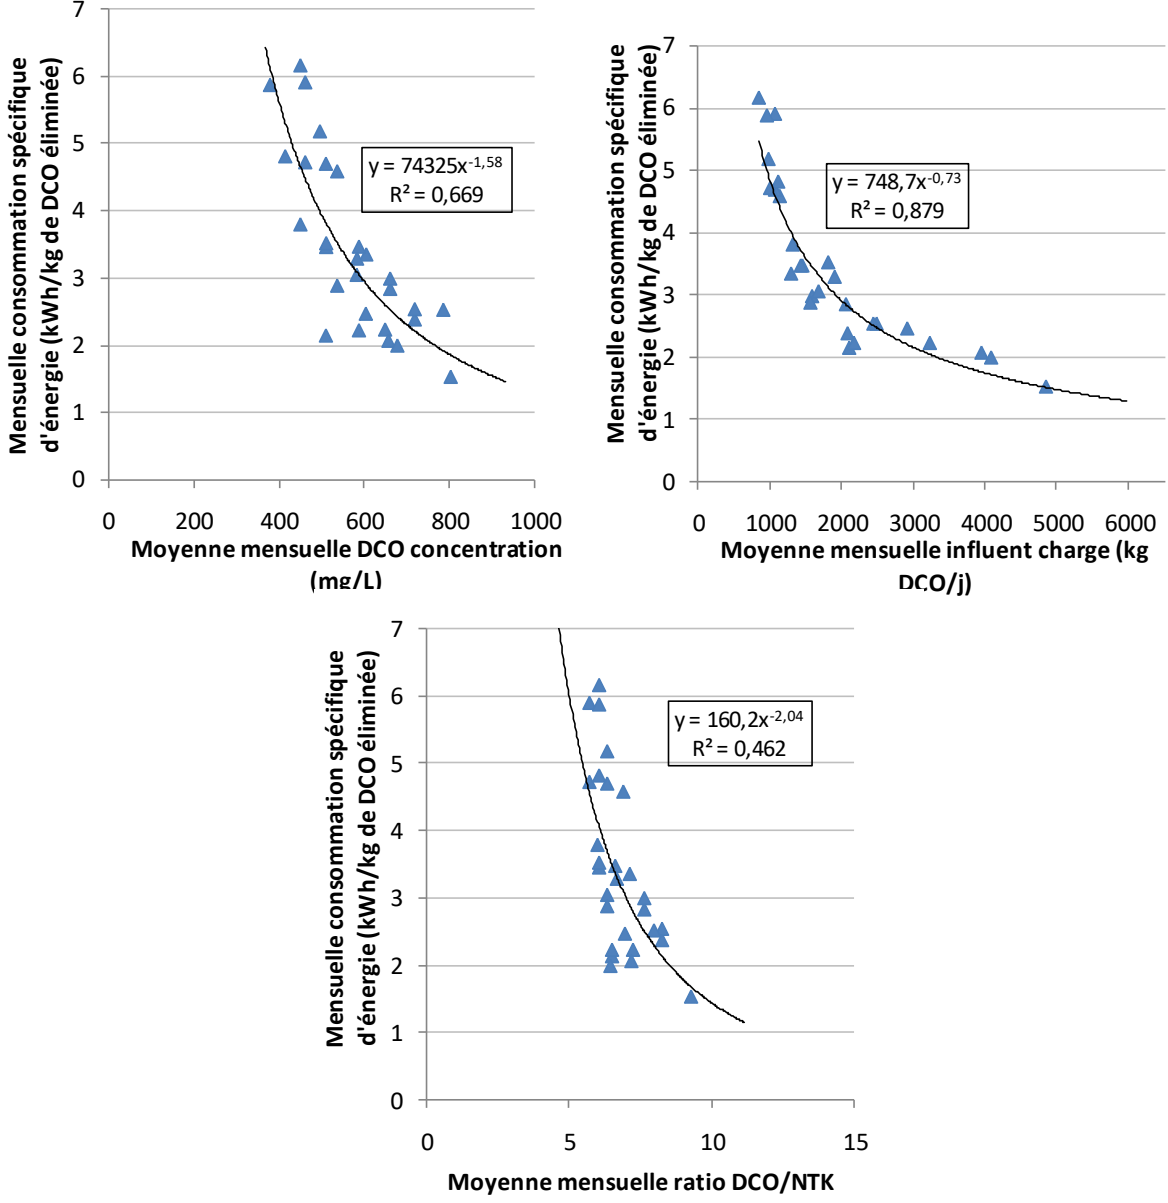 Mensuelle consommation spécifique
d'énergie (kWh/kg de DCO éliminée)
7
6
5
4
3
2
1
0
y = 74325x^-1,58
R² = 0,669
0 200 400 600 800 1000
Moyenne mensuelle DCO concentration
(mg/L)
Mensuelle consommation spécifique
d'énergie (kWh/kg de DCO éliminée)
7
6
5
4
3
2
1
0
y = 748,7x^-0,73
R² = 0,879
0 1000 2000 3000 4000 5000 6000
Moyenne mensuelle influent charge (kg
DCO/j)
Mensuelle consommation spécifique
d'énergie (kWh/kg de DCO éliminée)
7
6
5
4
3
2
1
0
y = 160,2x^-2,04
R² = 0,462
0 5 10 15
Moyenne mensuelle ratio DCO/NTK